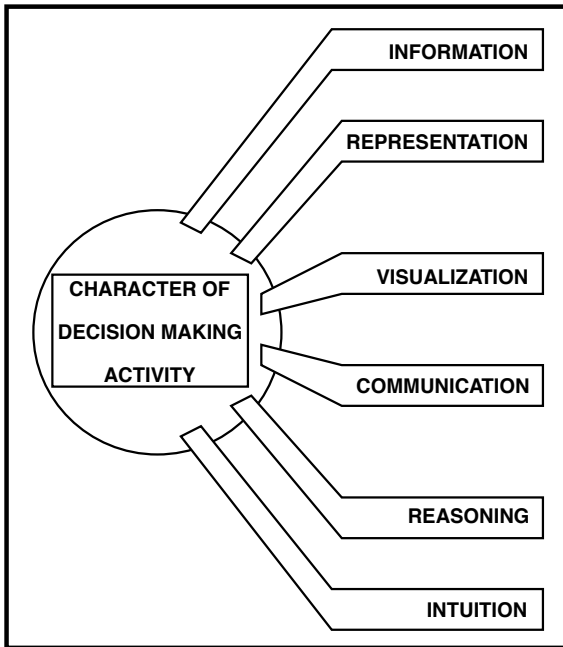 INFORMATION
REPRESENTATION
VISUALIZATION
CHARACTER OF
DECISION MAKING
ACTIVITY
COMMUNICATION
REASONING
INTUITION